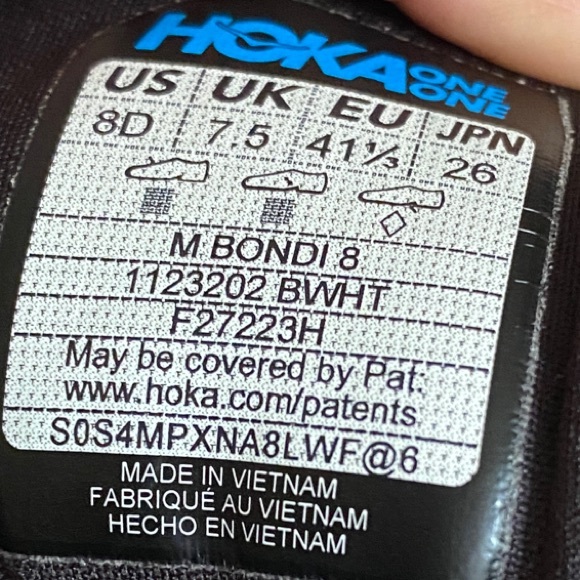 HOKA ONE ONE
US UK EU JPN
8D 7.5 41⅓ 26
M BONDI 8
1123202 BWHT
F27223H
May be covered by Pat:
www.hoka.com/patents
S0S4MPXNA8LWF@6
MADE IN VIETNAM
FABRIQUÉ AU VIETNAM
HECHO EN VIETNAM